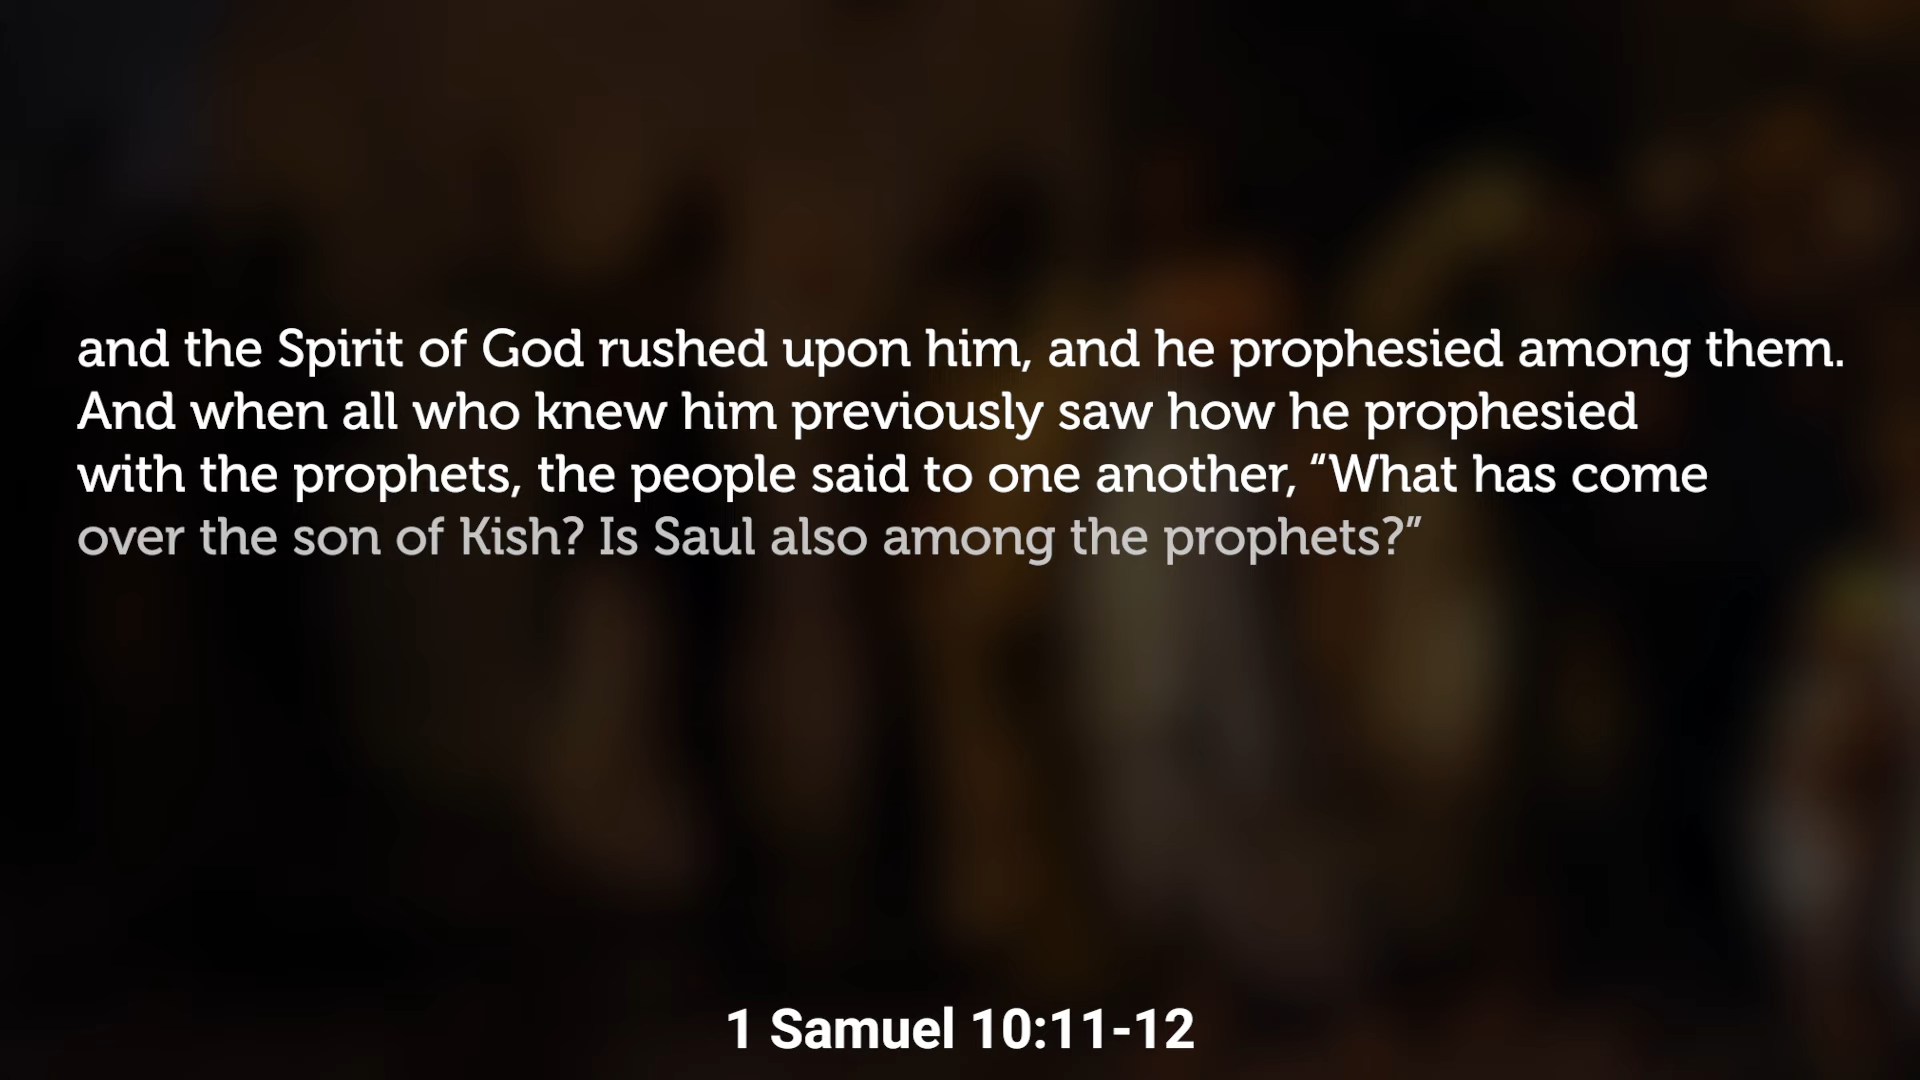 and the Spirit of God rushed upon him, and he prophesied among them.
And when all who knew him previously saw how he prophesied
with the prophets, the people said to one another, “What has come
over the son of Kish? Is Saul also among the prophets?”
1 Samuel 10:11-12